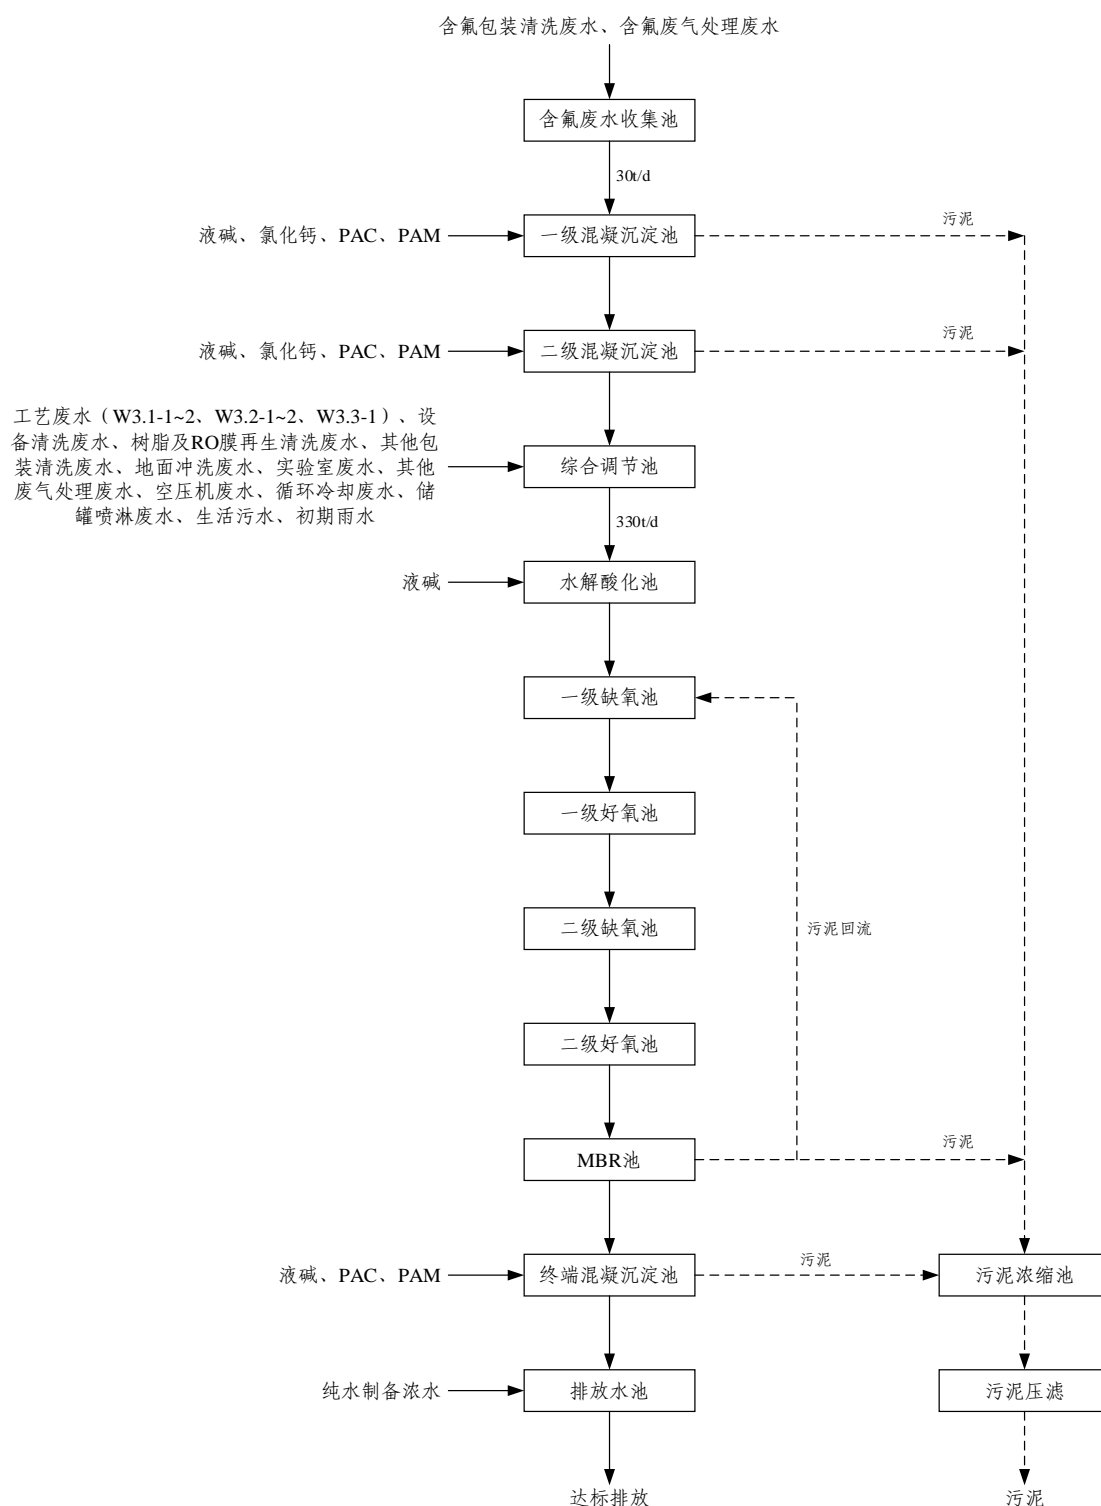 含氟包装清洗废水、含氟废气处理废水
含氟废水收集池
30t/d
液碱、氯化钙、PAC、PAM
一级混凝沉淀池
污泥
液碱、氯化钙、PAC、PAM
二级混凝沉淀池
污泥
工艺废水（W3.1-1~2、W3.2-1~2、W3.3-1）、设
备清洗废水、树脂及RO膜再生清洗废水、其他包
装清洗废水、地面冲洗废水、实验室废水、其他
废气处理废水、空压机废水、循环冷却废水、储
罐喷淋废水、生活污水、初期雨水
综合调节池
330t/d
液碱
水解酸化池
一级缺氧池
一级好氧池
二级缺氧池
污泥回流
二级好氧池
MBR池
污泥
液碱、PAC、PAM
终端混凝沉淀池
污泥
污泥浓缩池
纯水制备浓水
排放水池
污泥压滤
达标排放
污泥